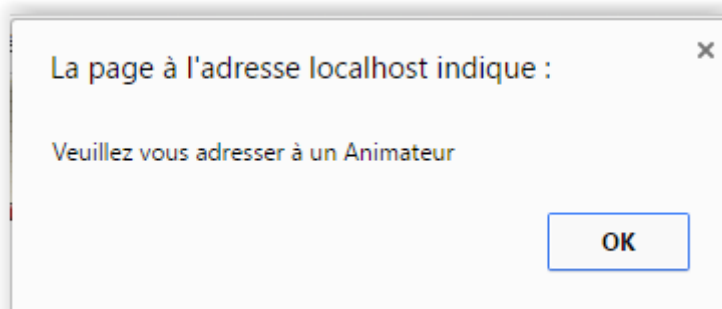 La page à l'adresse localhost indique :
Veuillez vous adresser à un Animateur
OK